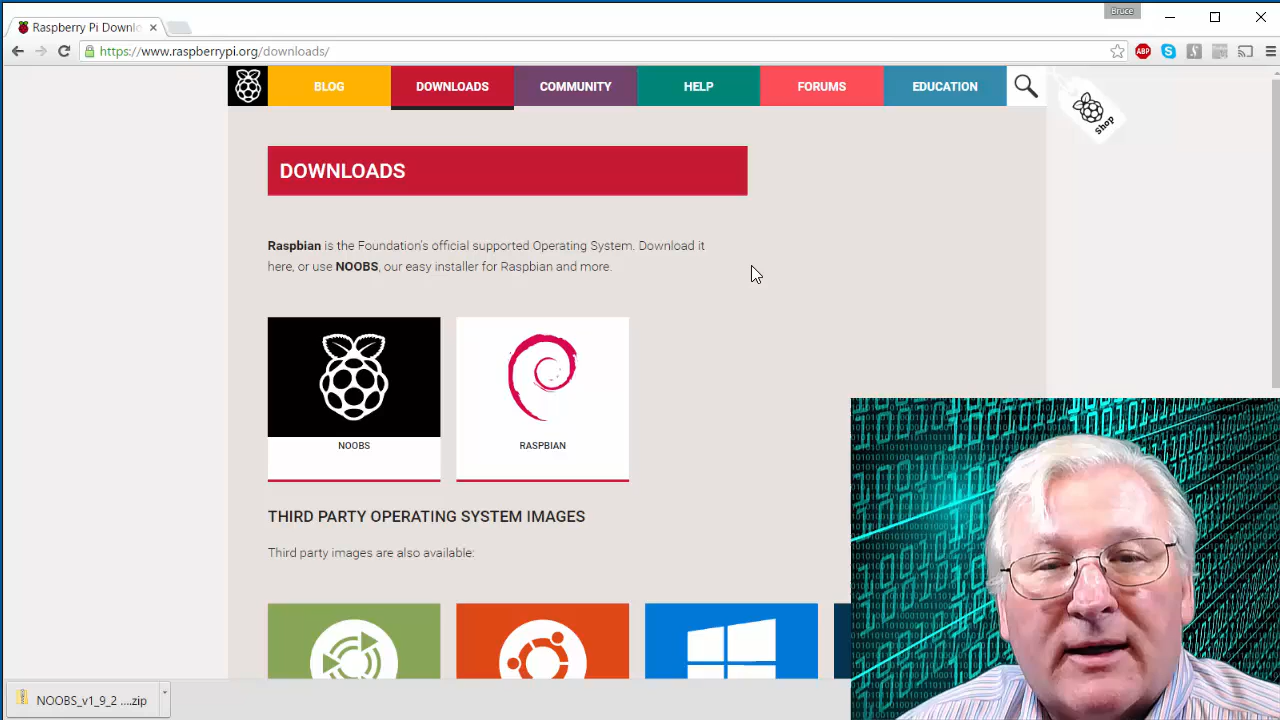 Bruce
Raspberry Pi Downlo
https://www.raspberrypi.org/downloads/
ABP
BLOG
DOWNLOADS
COMMUNITY
HELP
FORUMS
EDUCATION
shop
DOWNLOADS
Raspbian is the Foundation's official supported Operating System. Download it
here, or use NOOBS, our easy installer for Raspbian and more.
NOOBS
RASPBIAN
THIRD PARTY OPERATING SYSTEM IMAGES
Third party images are also available:
NOOBS_v1_9_2 ....zip